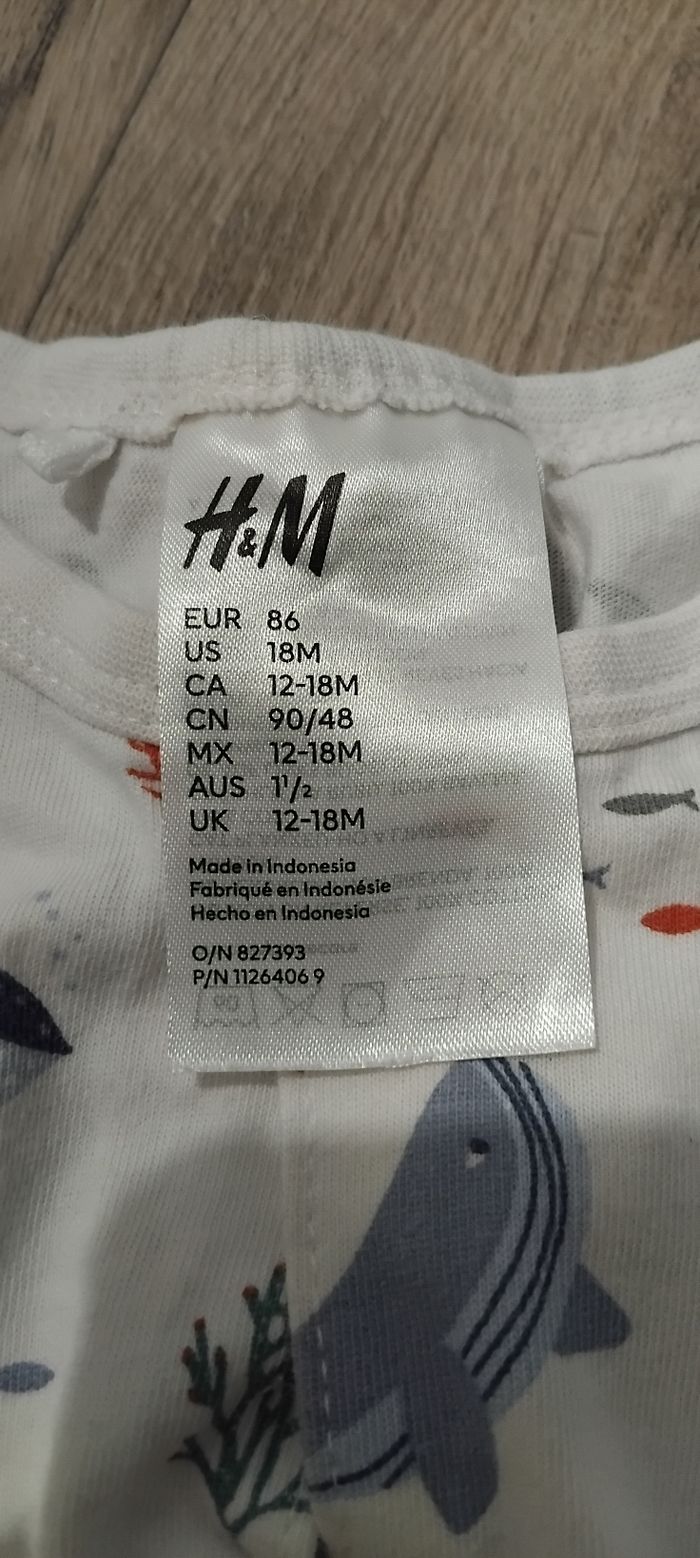 H&M
EUR 86
US 18M
CA 12-18M
CN 90/48
MX 12-18M
AUS 1½
UK 12-18M
Made in Indonesia
Fabriqué en Indonésie
Hecho en Indonesia
O/N 827393
P/N 1126406 9